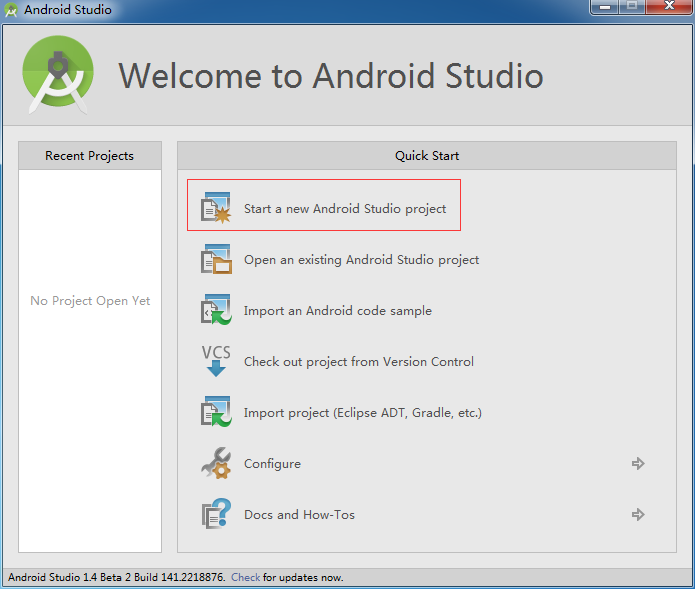 Android Studio
Welcome to Android Studio
Recent Projects
No Project Open Yet
Quick Start
Start a new Android Studio project
Open an existing Android Studio project
Import an Android code sample
VCS
Check out project from Version Control
Import project (Eclipse ADT, Gradle, etc.)
Configure
Docs and How-Tos
Android Studio 1.4 Beta 2 Build 141.2218876. Check for updates now.